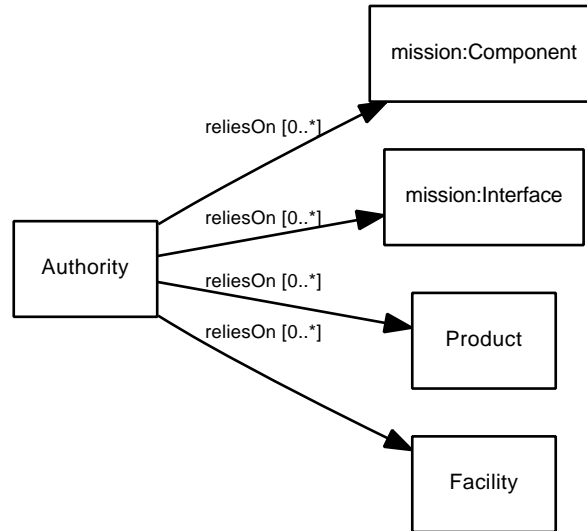 mission:Component
reliesOn [0..*]
mission:Interface
reliesOn [0..*]
Authority
reliesOn [0..*]
reliesOn [0..*]
Product
Facility